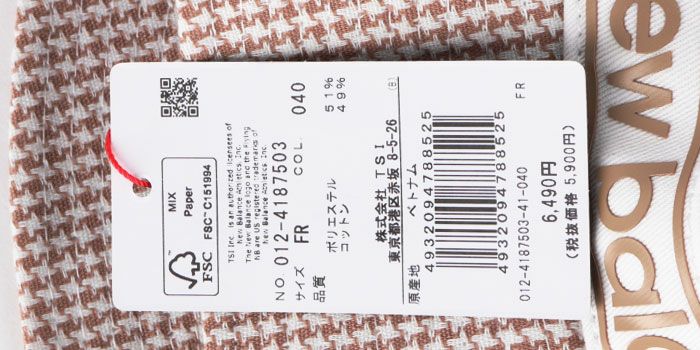 MIX
Paper
FSC™ C151994
FSC
TSI Inc. is an authorized licensees of
New Balance Athletics, Inc.
The New Balance logo and the Flying
NB are US registered trademarks of
New Balance Athletics, Inc.
NO. 012-4187503
サイズ FR COL. 040
品質 ポリエステル 51%
コットン 49%
株式会社 TSI
東京都港区赤坂 8-5-26 (B)
原産地 ベトナム
4932094788525
4932094788525
012-4187503-41-040 FR
6,490円
(税抜価格 5,900円)
ew balan